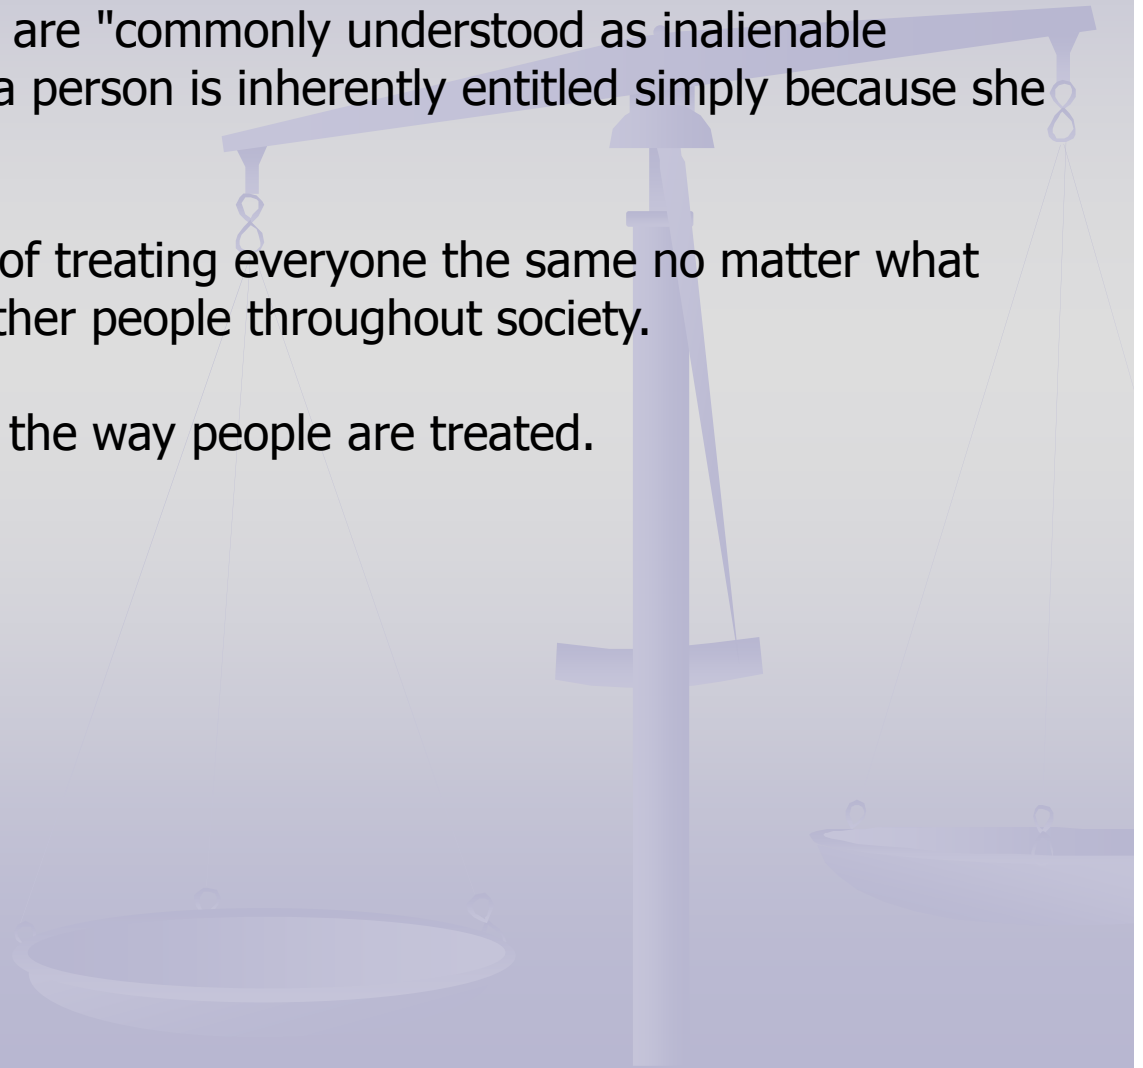 are "commonly understood as inalienable
a person is inherently entitled simply because she
of treating everyone the same no matter what
ther people throughout society.
the way people are treated.